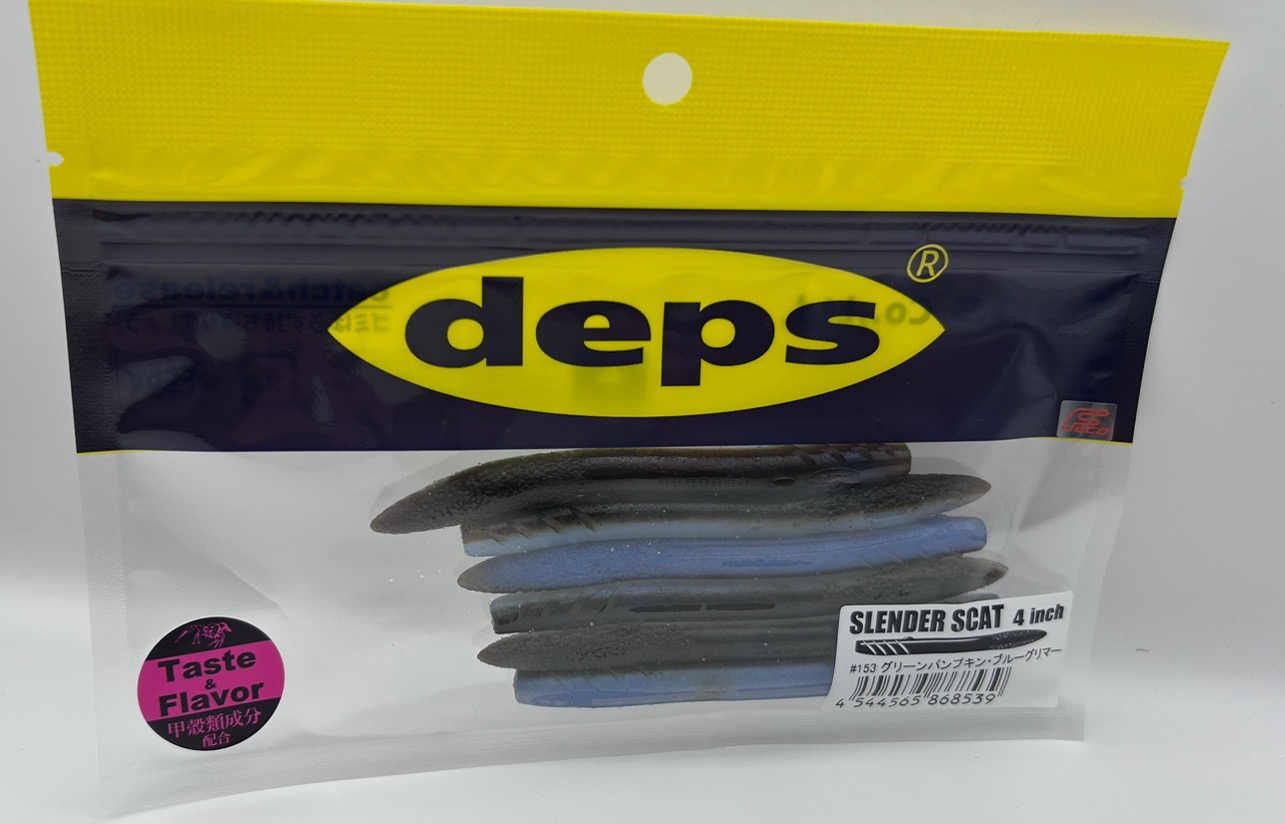 deps®
SLENDER SCAT 4 inch
#153 グリーンパンプキン・ブルーグリマー
4 544565 868539
Taste
&
Flavor
甲殻類成分
配合